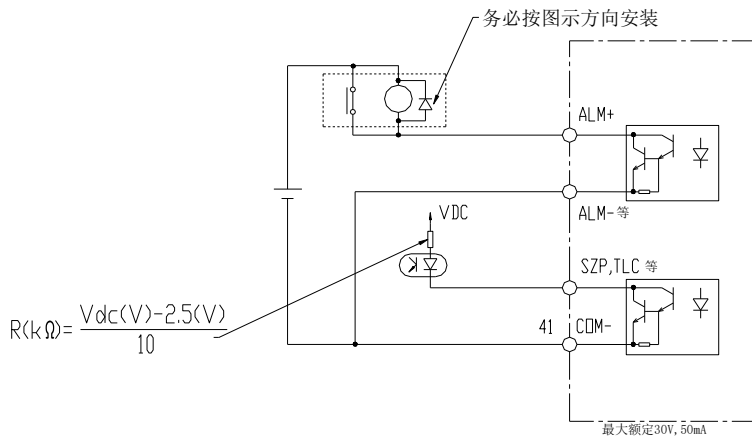 务必按图示方向安装
ALM+
ALM-等
VDC
SZP,TLC 等
R(kΩ)= Vdc(V)-2.5(V) / 10
41 COM-
最大额定30V,50mA